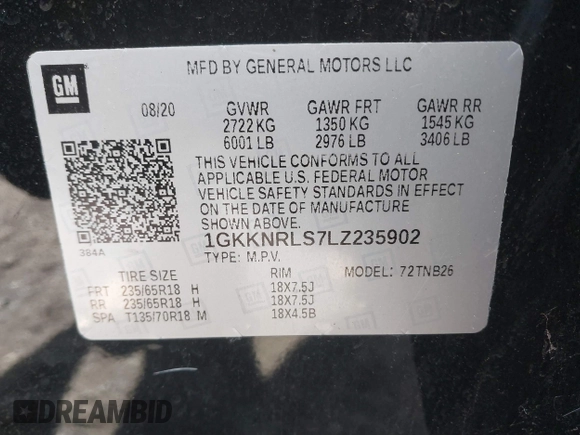 GM
MFD BY GENERAL MOTORS LLC
08/20 GVWR GAWR FRT GAWR RR
2722 KG 1350 KG 1545 KG
6001 LB 2976 LB 3406 LB
THIS VEHICLE CONFORMS TO ALL
APPLICABLE U.S. FEDERAL MOTOR
VEHICLE SAFETY STANDARDS IN EFFECT
ON THE DATE OF MANUFACTURE
SHOWN ABOVE.
384A
1GKKNRLS7LZ235902
TYPE: M.P.V. MODEL: 72TNB26
TIRE SIZE RIM
FRT 235/65R18 H 18X7.5J
RR 235/65R18 H 18X7.5J
SPA T135/70R18 M 18X4.5B
DREAMBID